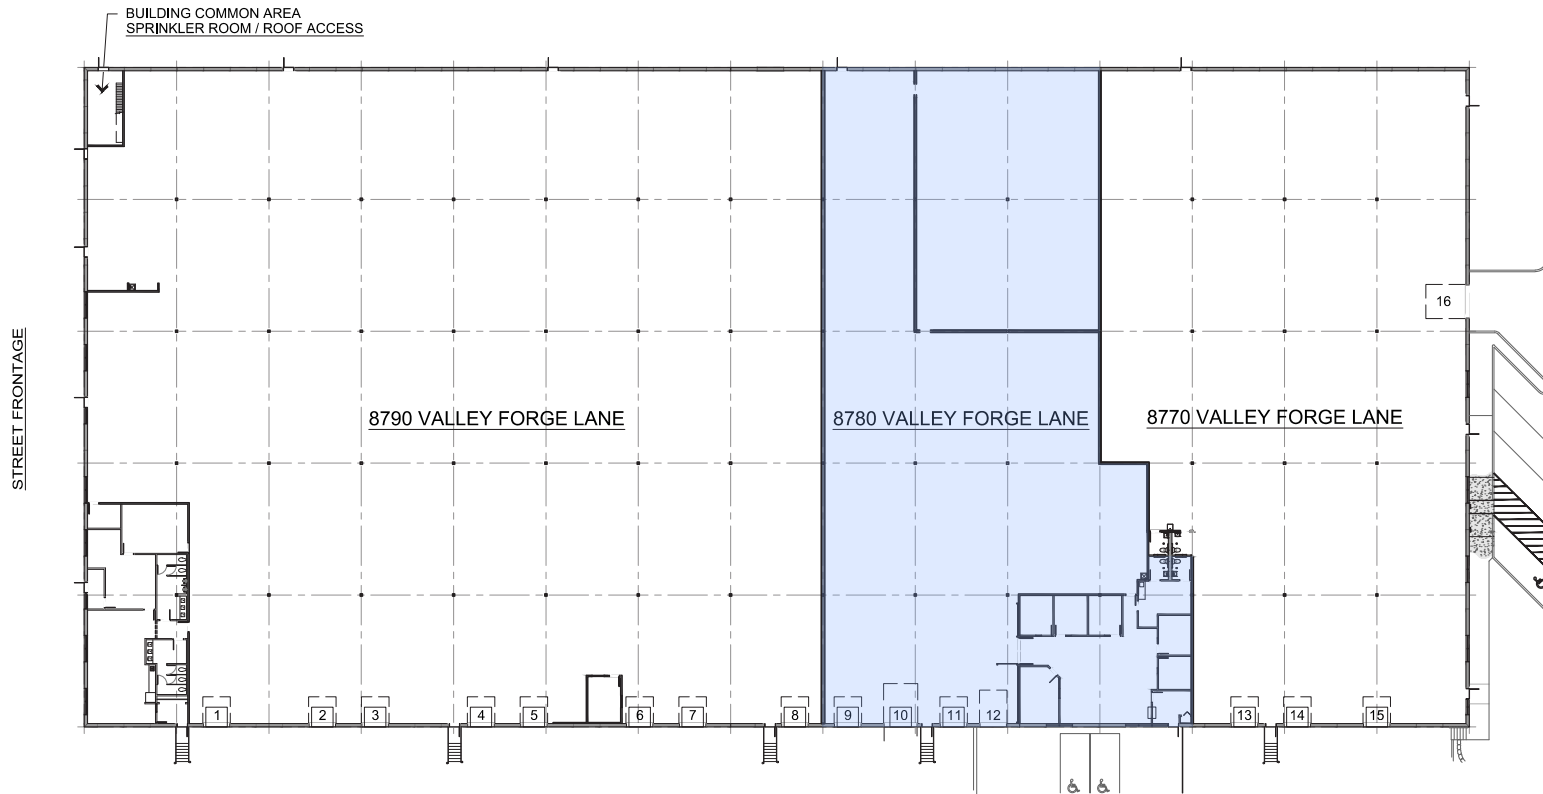 BUILDING COMMON AREA
SPRINKLER ROOM / ROOF ACCESS
STREET FRONTAGE
16
8790 VALLEY FORGE LANE
8780 VALLEY FORGE LANE
8770 VALLEY FORGE LANE
1
2
3
4
5
6
7
8
9
10
11
12
13
14
15